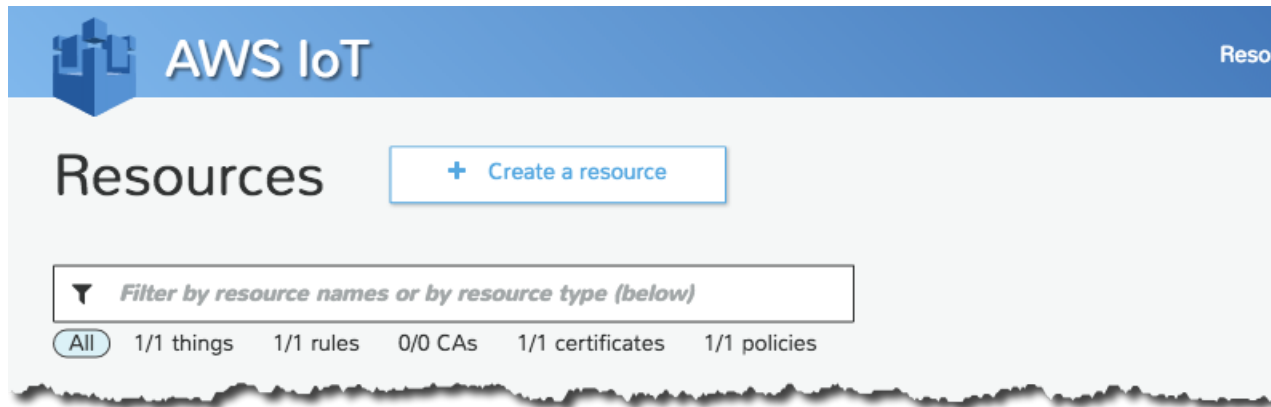 AWS IoT
Reso
Resources
+ Create a resource
Filter by resource names or by resource type (below)
All 1/1 things 1/1 rules 0/0 CAs 1/1 certificates 1/1 policies